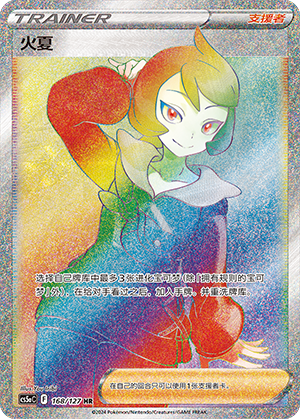 TRAINER
支援者
火夏
选择自己牌库中最多3张进化宝可梦(除「拥有规则的宝可
梦」外),在给对手看过之后,加入手牌。并重洗牌库。
cs5aC F 168/127 HR
在自己的回合只可以使用1张支援者卡。
©2024 Pokémon/Nintendo/Creatures/GAME FREAK